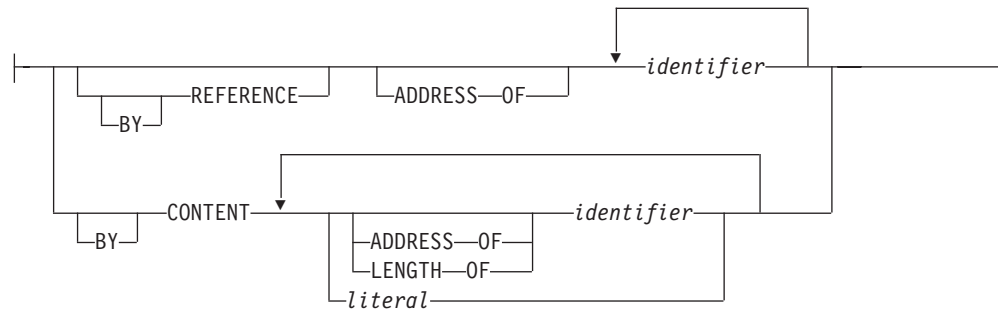 identifier
REFERENCE ADDRESS OF
BY
CONTENT identifier
BY ADDRESS OF
LENGTH OF
literal